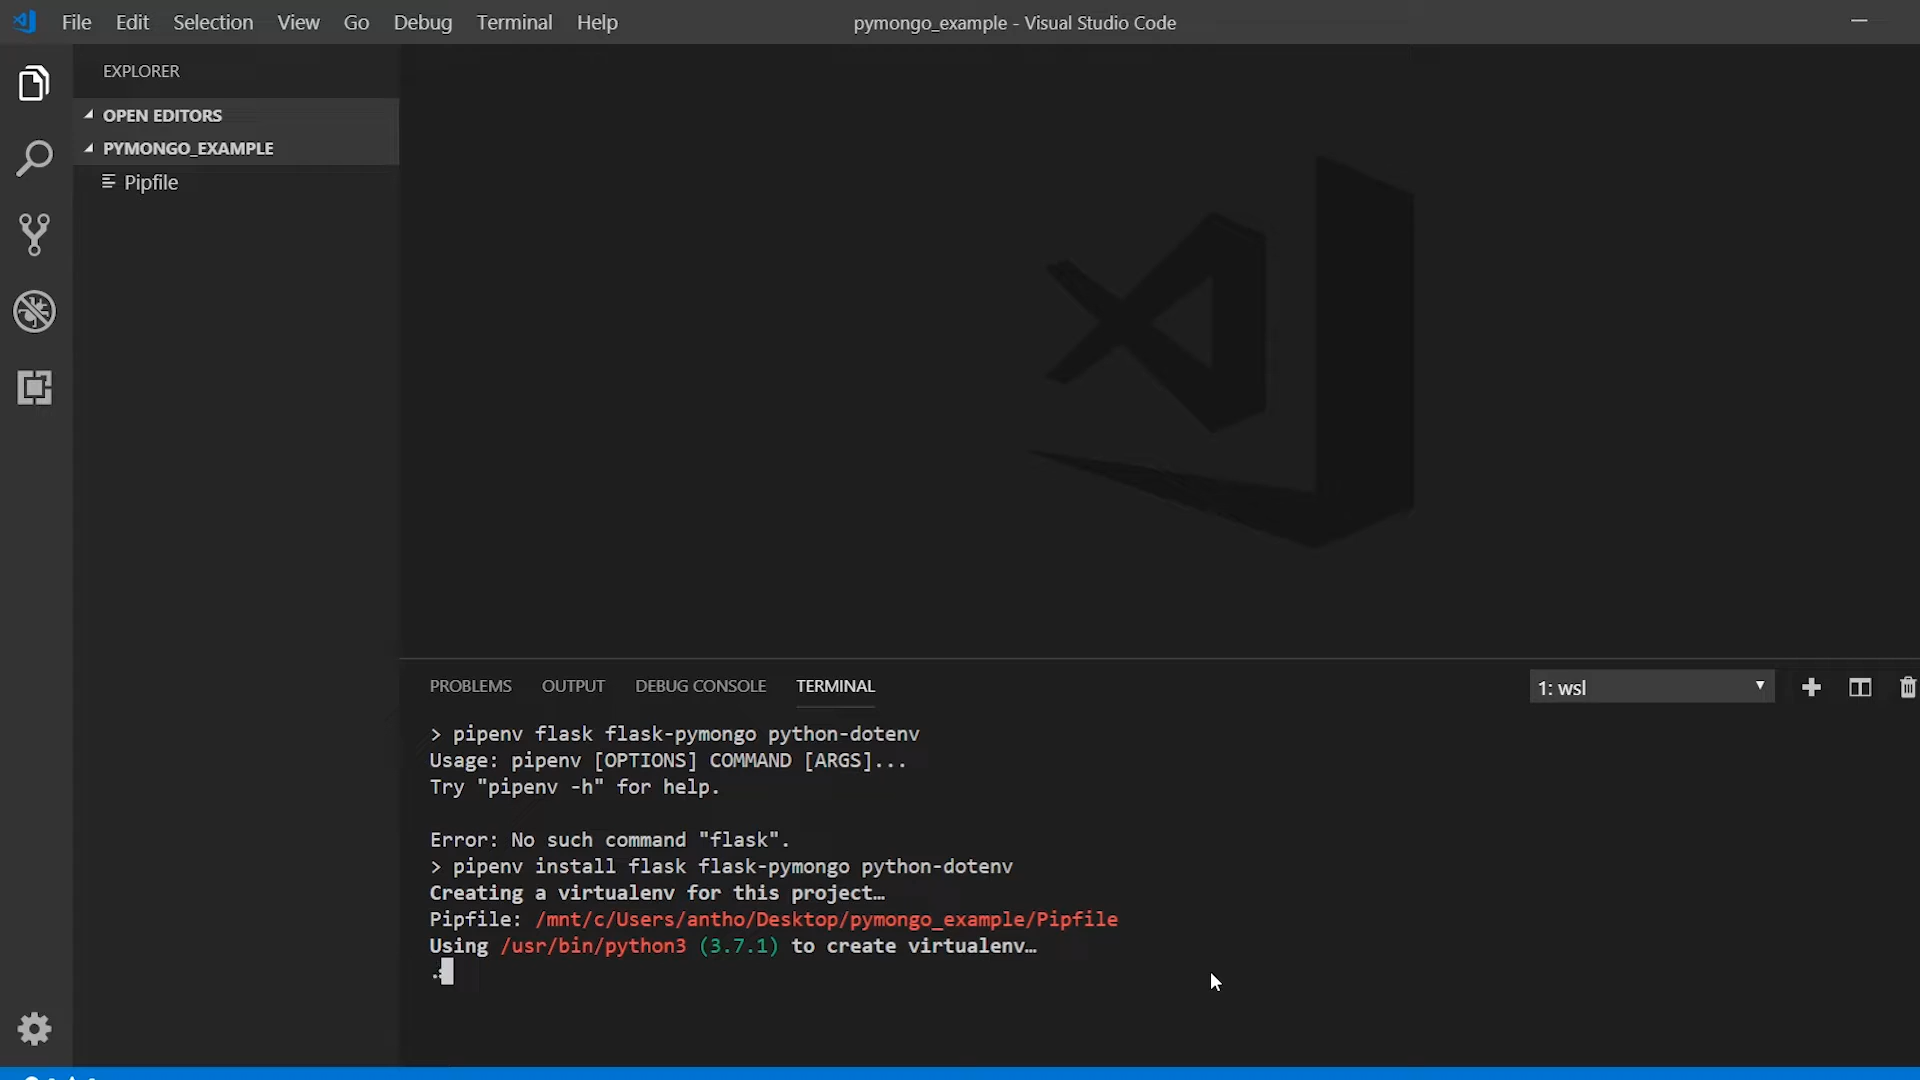 File Edit Selection View Go Debug Terminal Help
pymongo_example - Visual Studio Code
EXPLORER
OPEN EDITORS
PYMONGO_EXAMPLE
Pipfile
PROBLEMS OUTPUT DEBUG CONSOLE TERMINAL
1: wsl
> pipenv flask flask-pymongo python-dotenv
Usage: pipenv [OPTIONS] COMMAND [ARGS]...
Try "pipenv -h" for help.
Error: No such command "flask".
> pipenv install flask flask-pymongo python-dotenv
Creating a virtualenv for this project…
Pipfile: /mnt/c/Users/antho/Desktop/pymongo_example/Pipfile
Using /usr/bin/python3 (3.7.1) to create virtualenv…